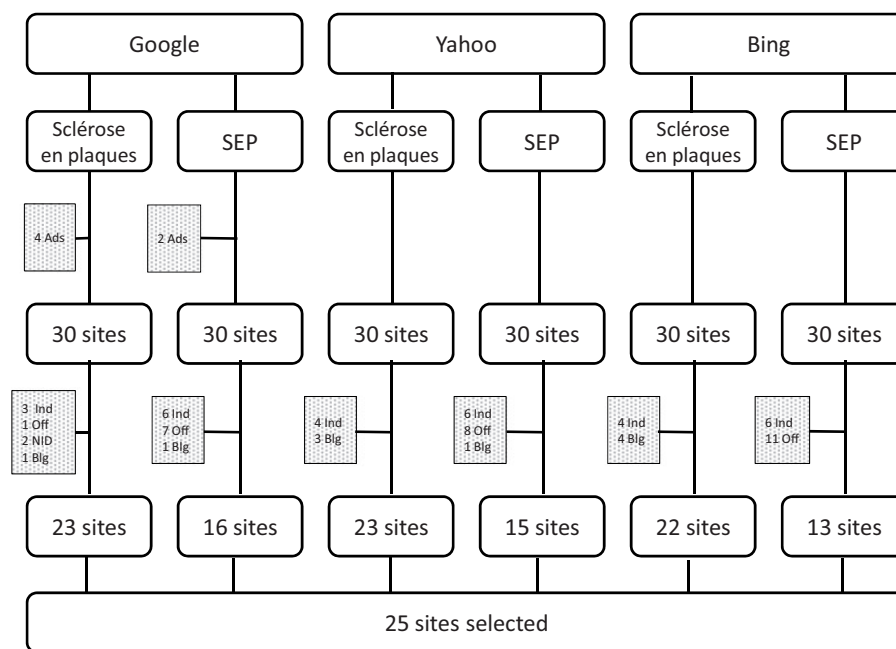 Google
Yahoo
Bing
Sclérose
en plaques
SEP
Sclérose
en plaques
SEP
Sclérose
en plaques
SEP
4 Ads
2 Ads
30 sites
30 sites
30 sites
30 sites
30 sites
30 sites
3 Ind
1 Off
2 NID
1 Blg
6 Ind
7 Off
1 Blg
4 Ind
3 Blg
6 Ind
8 Off
1 Blg
4 Ind
4 Blg
6 Ind
11 Off
23 sites
16 sites
23 sites
15 sites
22 sites
13 sites
25 sites selected